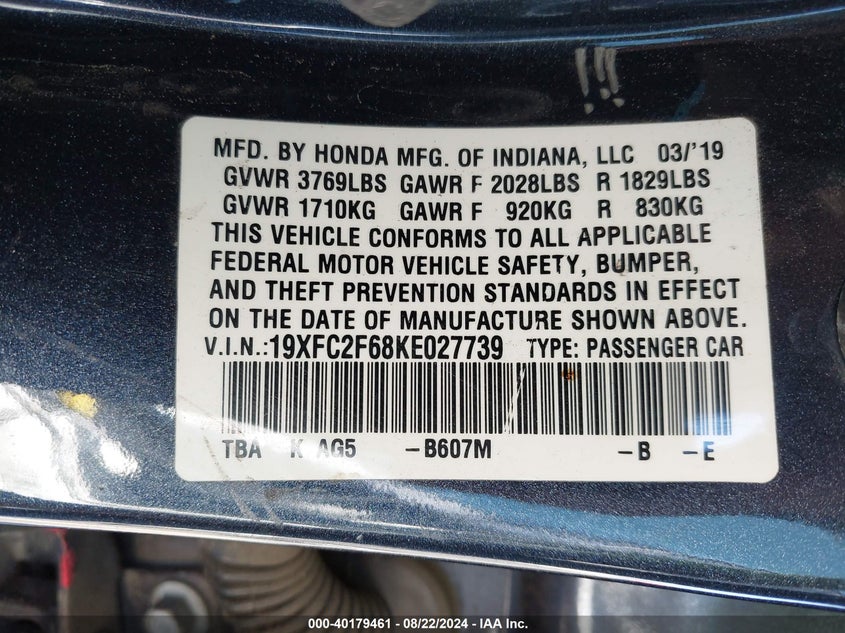 MFD. BY HONDA MFG. OF INDIANA, LLC 03/'19
GVWR 3769LBS GAWR F 2028LBS R 1829LBS
GVWR 1710KG GAWR F 920KG R 830KG
THIS VEHICLE CONFORMS TO ALL APPLICABLE
FEDERAL MOTOR VEHICLE SAFETY, BUMPER,
AND THEFT PREVENTION STANDARDS IN EFFECT
ON THE DATE OF MANUFACTURE SHOWN ABOVE.
V.I.N.:19XFC2F68KE027739 TYPE: PASSENGER CAR
TBA K AG5 -B607M -B -E
000-40179461 - 08/22/2024 - IAA Inc.